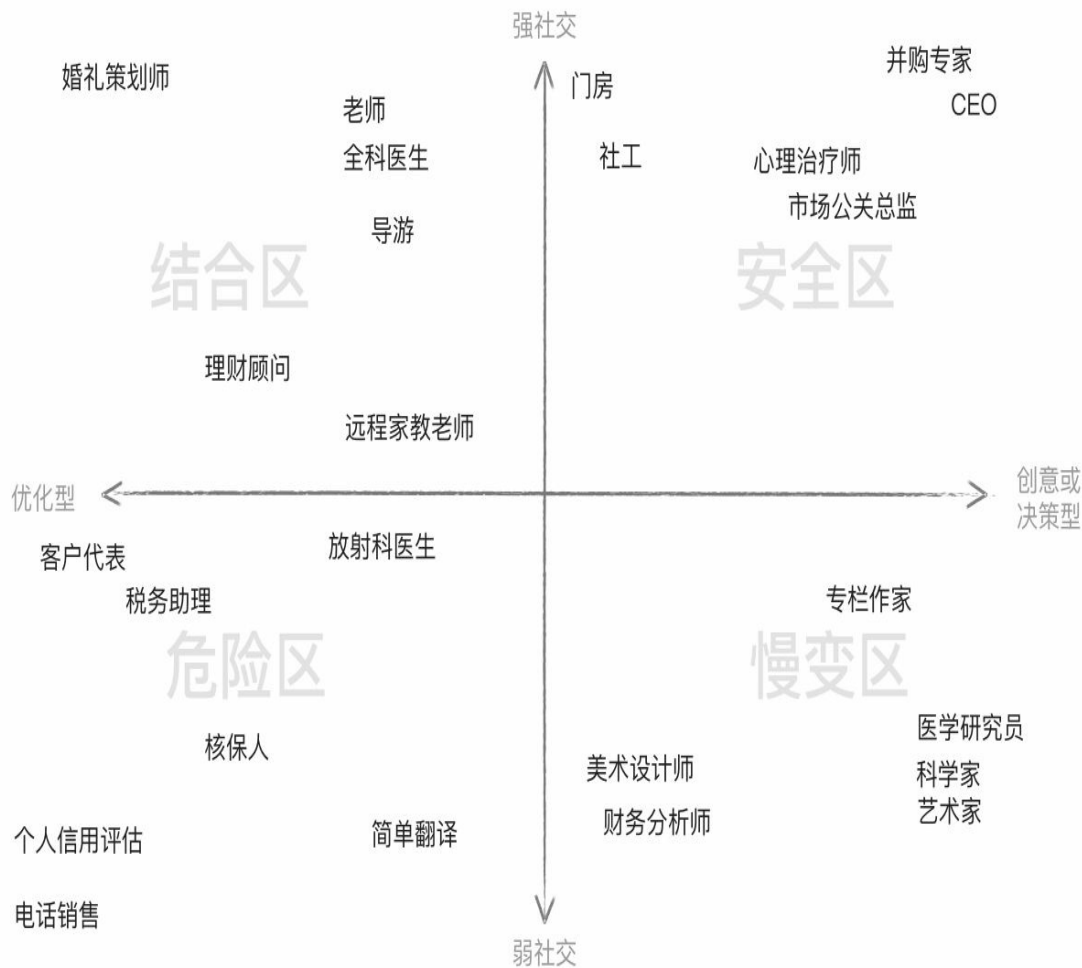 强社交
婚礼策划师
门房
并购专家
CEO
老师
全科医生
社工
心理治疗师
市场公关总监
导游
结合区
安全区
理财顾问
远程家教老师
优化型
创意或
决策型
客户代表
放射科医生
税务助理
专栏作家
危险区
慢变区
核保人
医学研究员
美术设计师
科学家
艺术家
个人信用评估
简单翻译
财务分析师
电话销售
弱社交